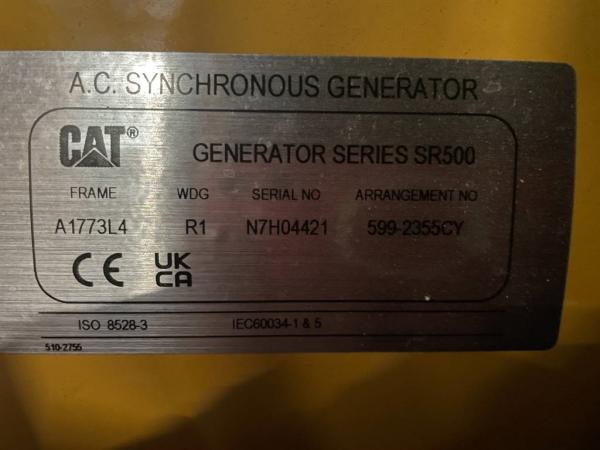 A.C. SYNCHRONOUS GENERATOR
CAT®
GENERATOR SERIES SR500
FRAME WDG SERIAL NO ARRANGEMENT NO
A1773L4 R1 N7H04421 599-2355CY
CE UK CA
ISO 8528-3 IEC60034-1 & 5
510-2755